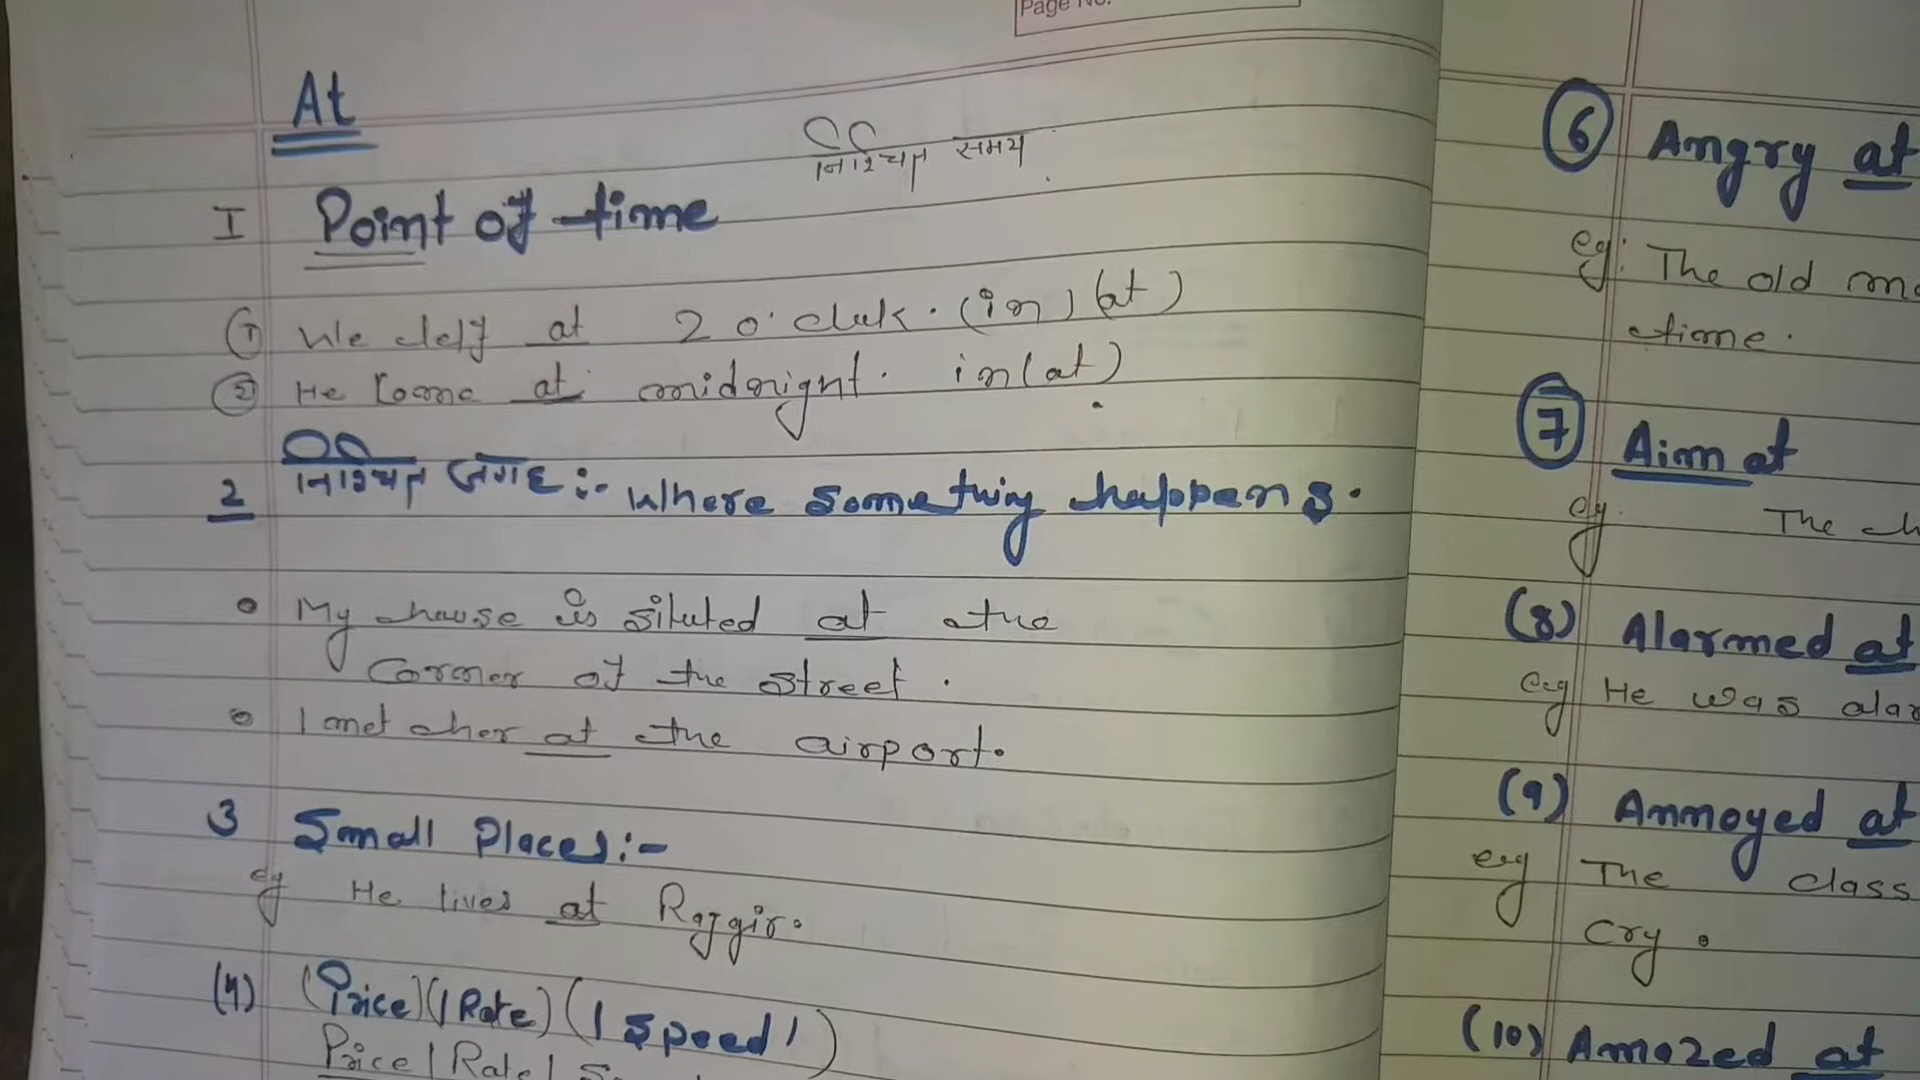 Page No.
At
निश्चित समय
I Point of time
① We left at 2 o'clock. (in) (at)
② He come at midnight. in (at)
2 निश्चित जगह :- Where something happens.
My house is situted at the
corner of the street.
I met her at the airport.
3 Small Places :-
eg He lives at Rajgir.
(4) (Price) (1 Rate) (1 Speed')
Price | Rate |
⑥ Angry at
eg: The old
time.
⑦ Aim at
eg. The
(8) Alarmed at
eg He was
(9) Annoyed at
eg The class
Cry.
(10) Amazed at